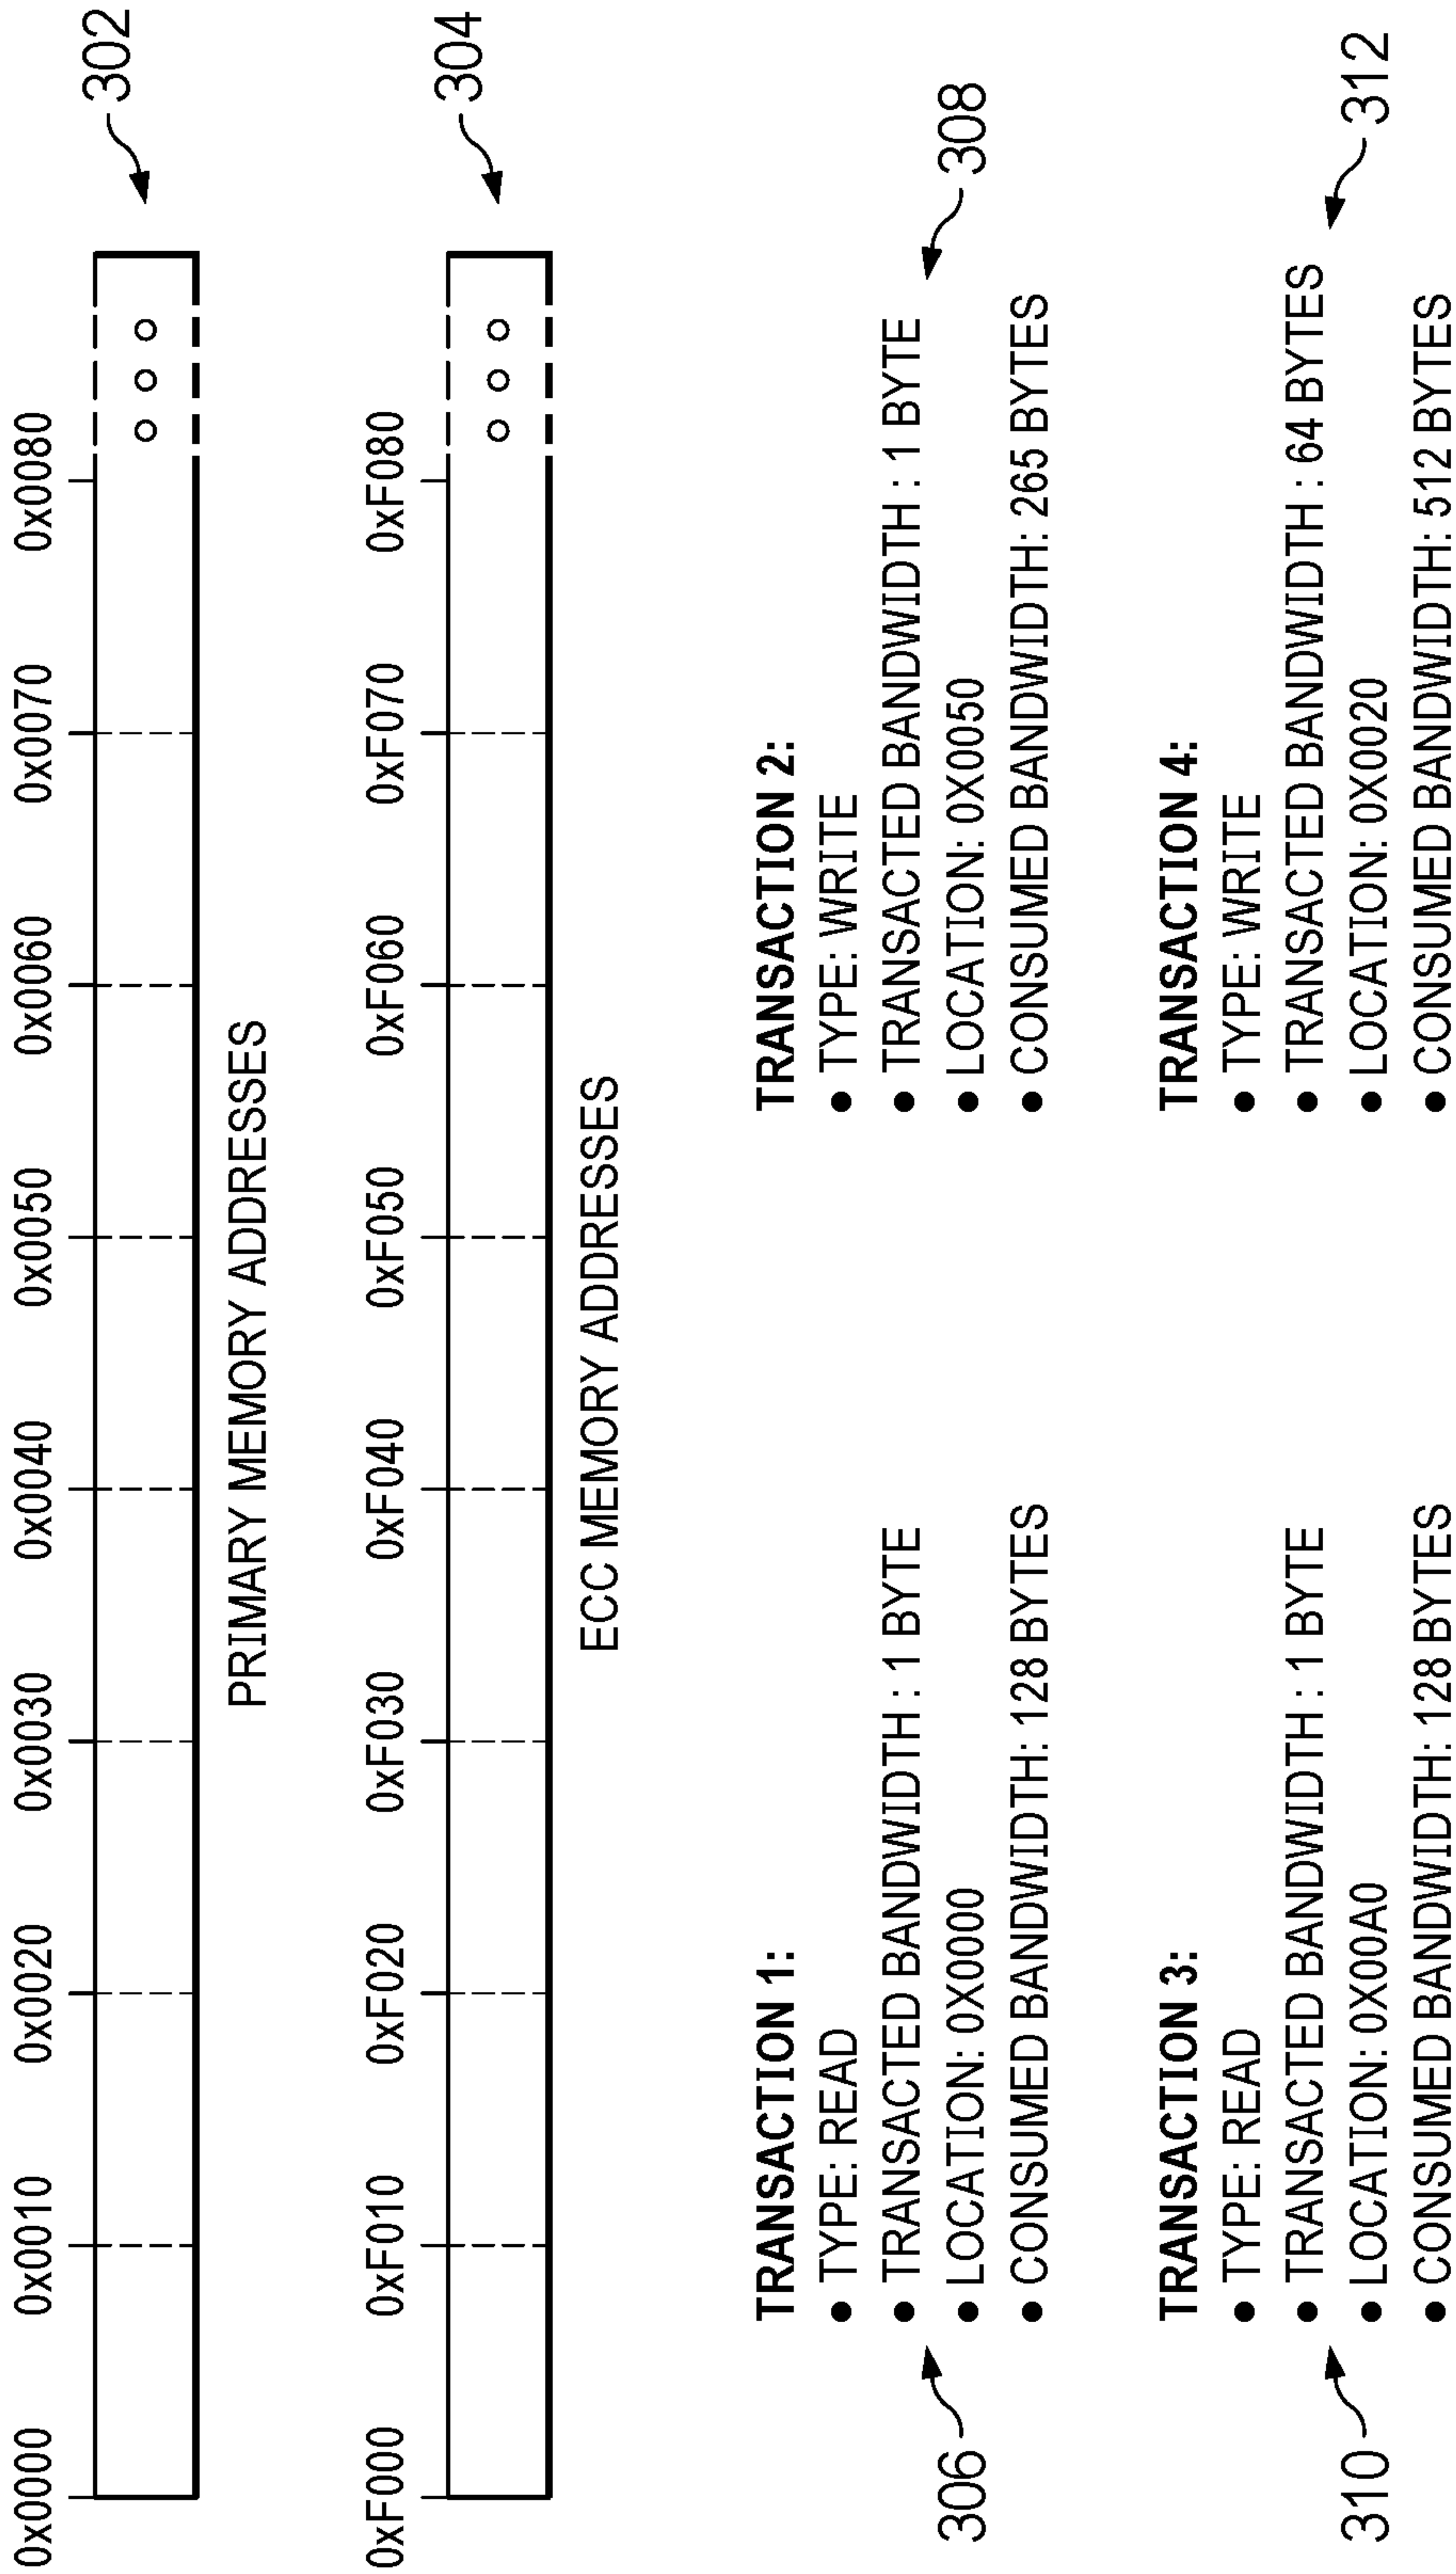 0x0000 0x0010 0x0020 0x0030 0x0040 0x0050 0x0060 0x0070 0x0080
302
PRIMARY MEMORY ADDRESSES
0xF000 0xF010 0xF020 0xF030 0xF040 0xF050 0xF060 0xF070 0xF080
304
ECC MEMORY ADDRESSES
306
TRANSACTION 1:
● TYPE: READ
● TRANSACTED BANDWIDTH : 1 BYTE
● LOCATION: 0X0000
● CONSUMED BANDWIDTH: 128 BYTES
TRANSACTION 2:
● TYPE: WRITE
● TRANSACTED BANDWIDTH : 1 BYTE
● LOCATION: 0X0050
● CONSUMED BANDWIDTH: 265 BYTES
308
310
TRANSACTION 3:
● TYPE: READ
● TRANSACTED BANDWIDTH : 1 BYTE
● LOCATION: 0X00A0
● CONSUMED BANDWIDTH: 128 BYTES
TRANSACTION 4:
● TYPE: WRITE
● TRANSACTED BANDWIDTH : 64 BYTES
● LOCATION: 0X0020
● CONSUMED BANDWIDTH: 512 BYTES
312